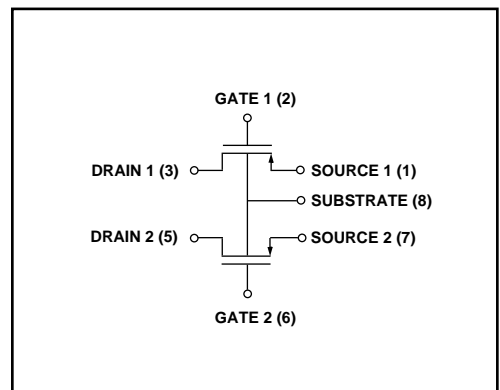 GATE 1 (2)
DRAIN 1 (3)
SOURCE 1 (1)
SUBSTRATE (8)
DRAIN 2 (5)
SOURCE 2 (7)
GATE 2 (6)